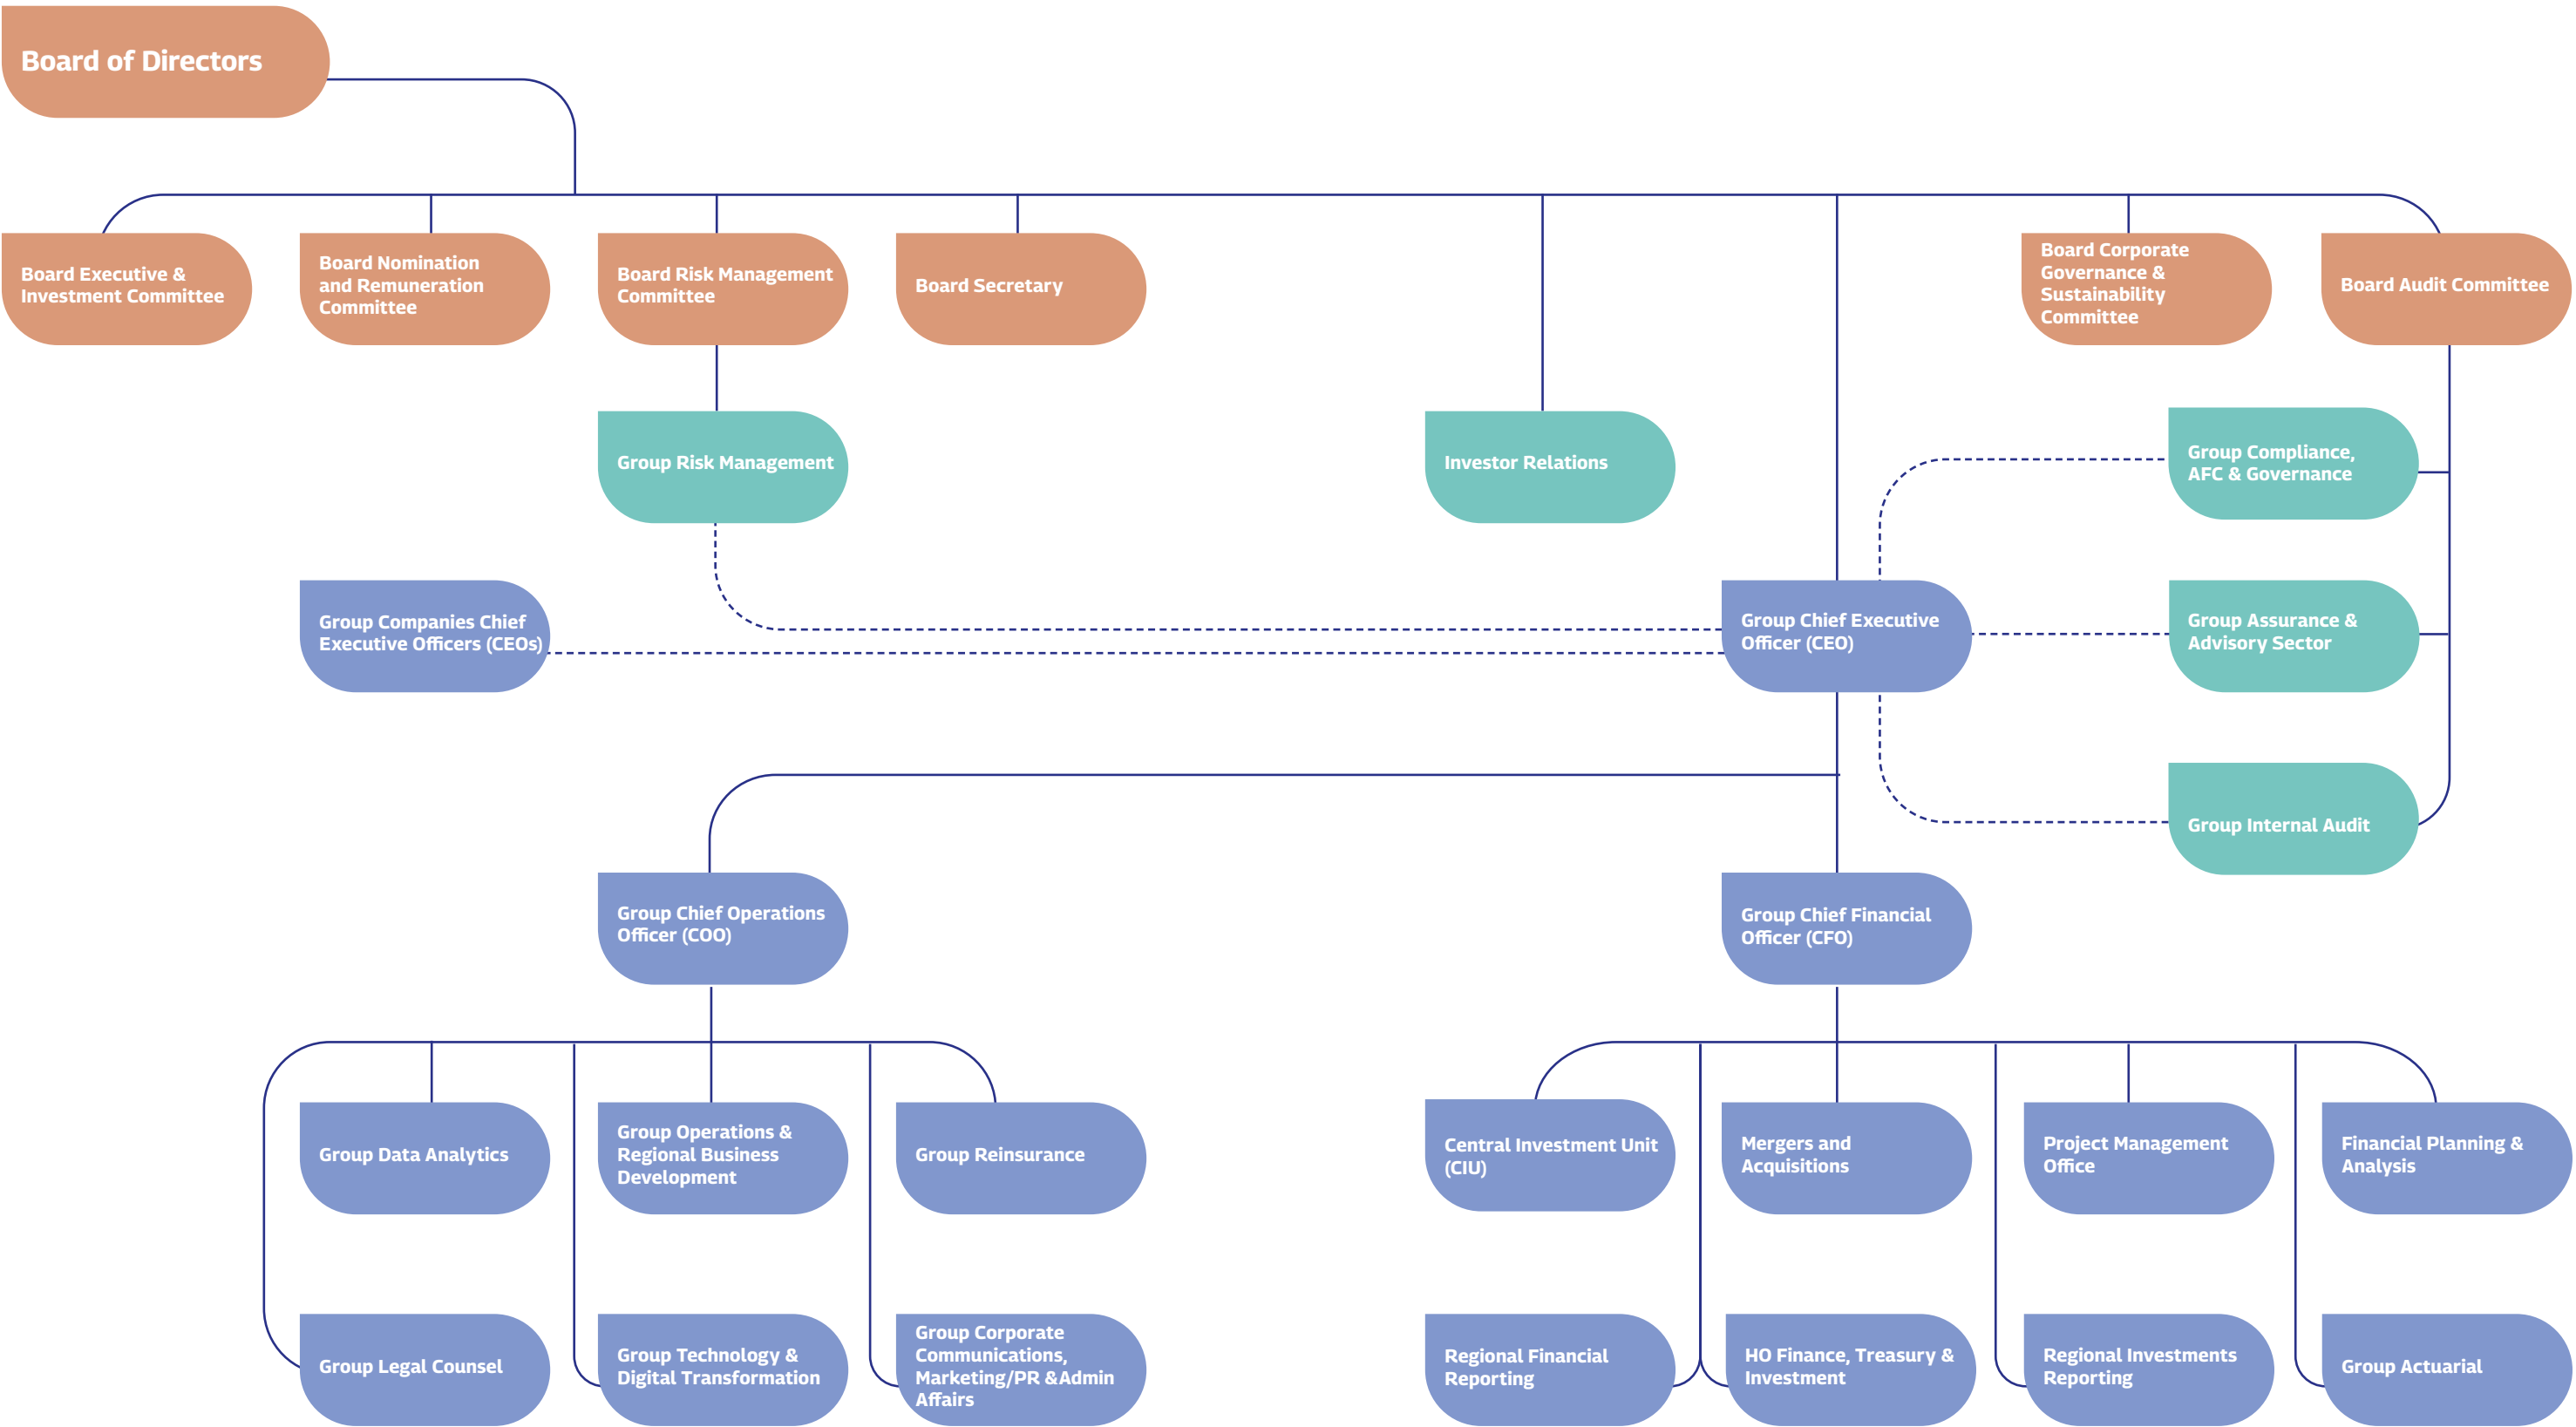 Board of Directors
Board Executive &
Investment Committee
Board Nomination
and Remuneration
Committee
Board Risk Management
Committee
Board Secretary
Board Corporate
Governance &
Sustainability
Committee
Board Audit Committee
Group Risk Management
Investor Relations
Group Compliance,
AFC & Governance
Group Companies Chief
Executive Officers (CEOs)
Group Chief Executive
Officer (CEO)
Group Assurance &
Advisory Sector
Group Internal Audit
Group Chief Operations
Officer (COO)
Group Chief Financial
Officer (CFO)
Group Data Analytics
Group Operations &
Regional Business
Development
Group Reinsurance
Central Investment Unit
(CIU)
Mergers and
Acquisitions
Project Management
Office
Financial Planning &
Analysis
Group Legal Counsel
Group Technology &
Digital Transformation
Group Corporate
Communications,
Marketing/PR &Admin
Affairs
Regional Financial
Reporting
HO Finance, Treasury &
Investment
Regional Investments
Reporting
Group Actuarial